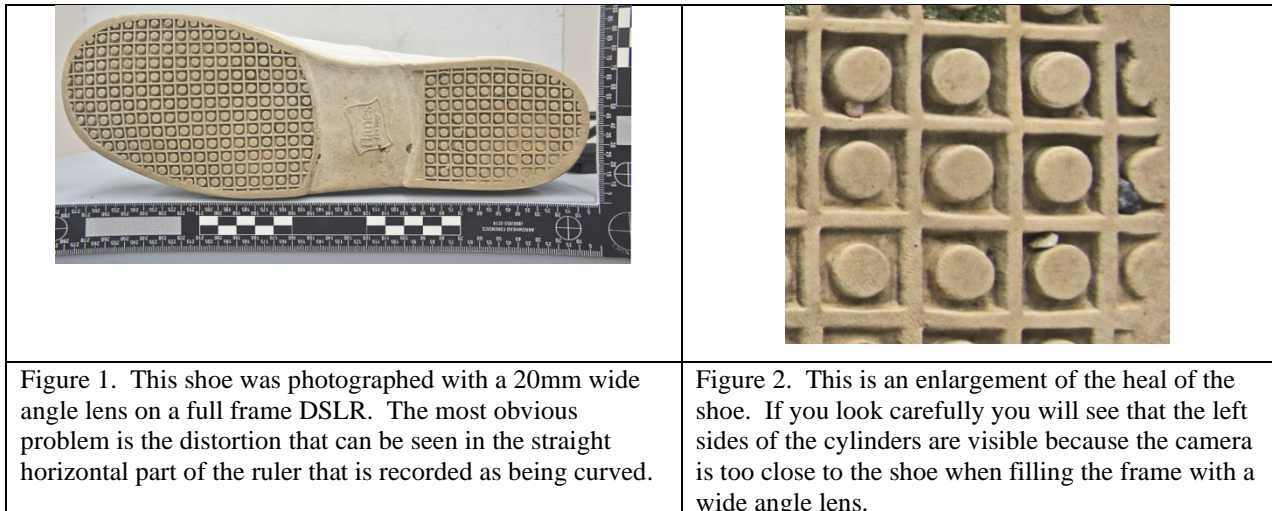 Keds
ARROWHEAD FORENSICS
Figure 1. This shoe was photographed with a 20mm wide
angle lens on a full frame DSLR. The most obvious
problem is the distortion that can be seen in the straight
horizontal part of the ruler that is recorded as being curved.
Figure 2. This is an enlargement of the heal of the
shoe. If you look carefully you will see that the left
sides of the cylinders are visible because the camera
is too close to the shoe when filling the frame with a
wide angle lens.